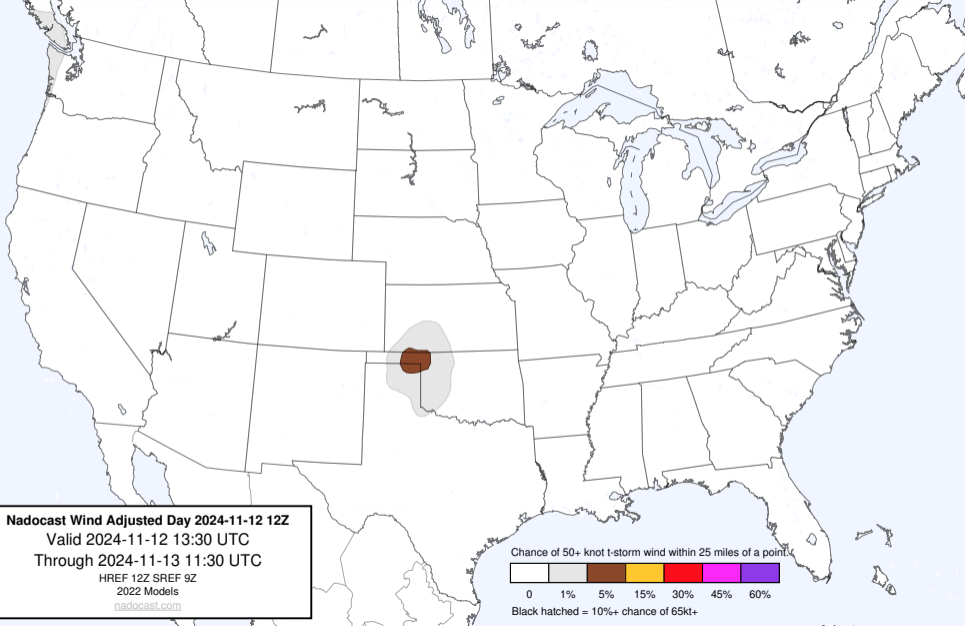 Nadocast Wind Adjusted Day 2024-11-12 12Z
Valid 2024-11-12 13:30 UTC
Through 2024-11-13 11:30 UTC
HREF 12Z SREF 9Z
2022 Models
nadocast.com
Chance of 50+ knot t-storm wind within 25 miles of a point.
0 1% 5% 15% 30% 45% 60%
Black hatched = 10%+ chance of 65kt+